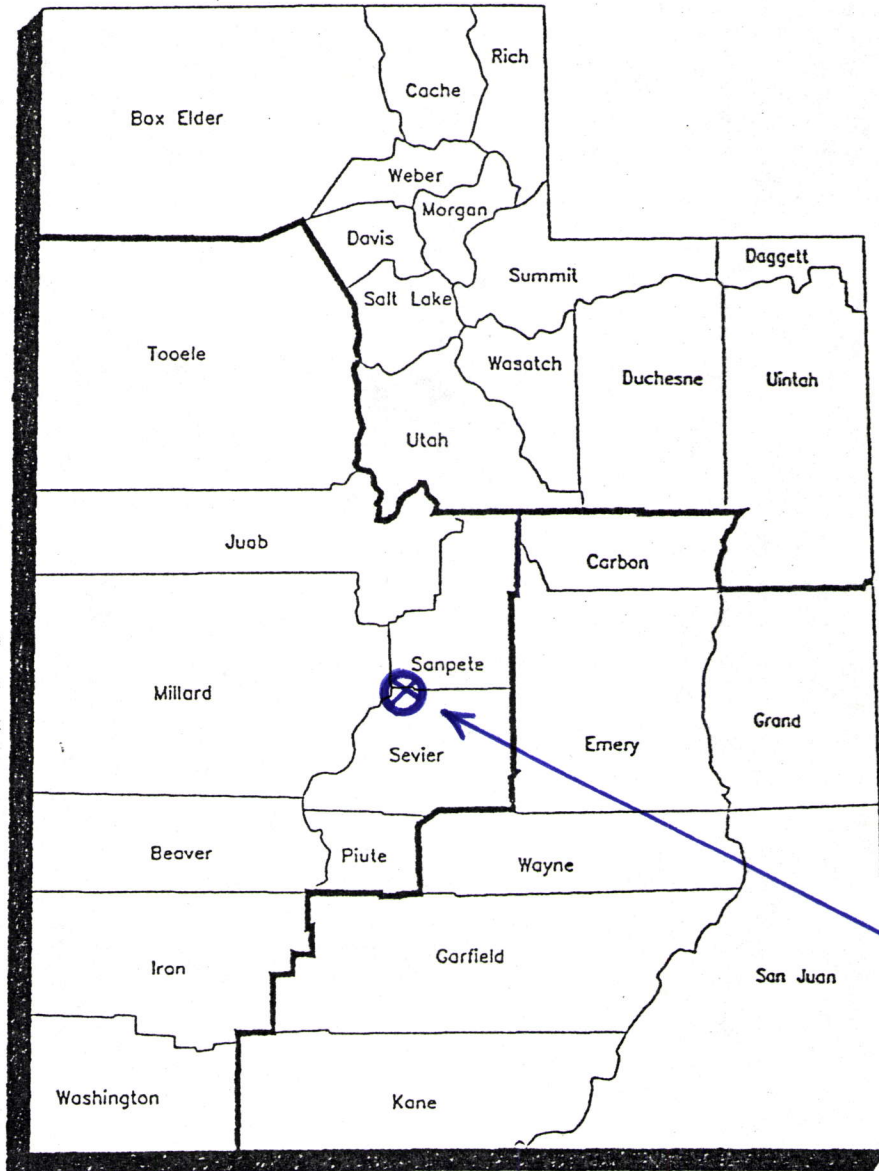 Rich
Cache
Box Elder
Weber
Morgan
Davis
Daggett
Summit
Salt Lake
Tooele
Wasatch
Duchesne
Uintah
Utah
Juab
Carbon
Sanpete
Millard
Grand
Emery
Sevier
Beaver
Piute
Wayne
Garfield
Iron
San Juan
Washington
Kane